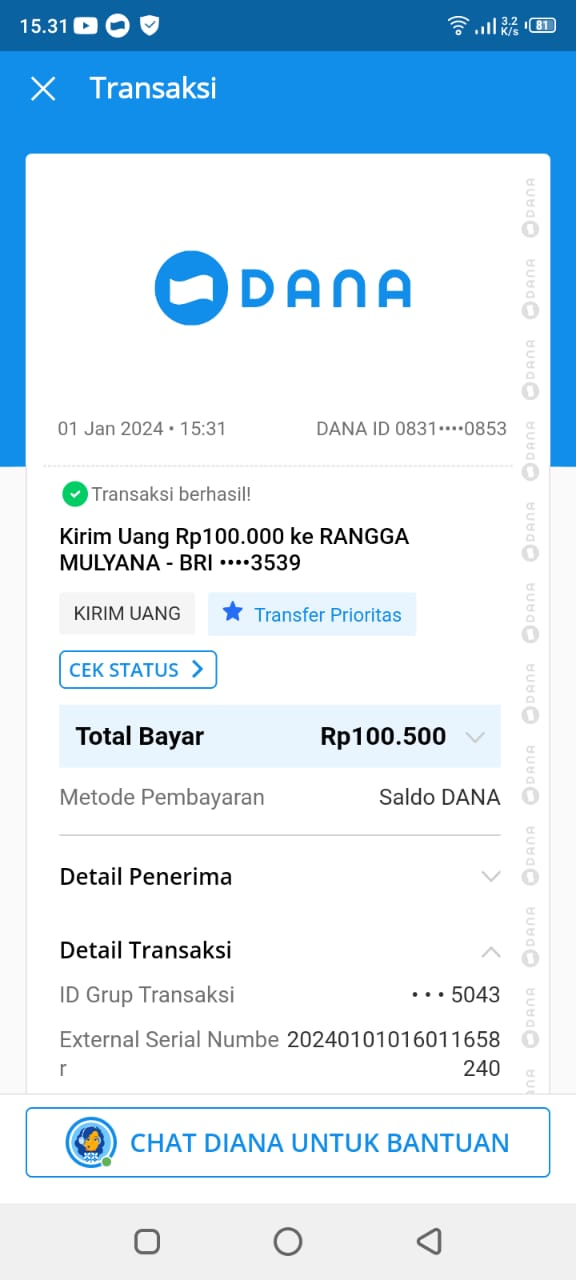 15.31
3.2
K/s
81
Transaksi
DANA
01 Jan 2024 • 15:31
DANA ID 0831••••0853
Transaksi berhasil!
Kirim Uang Rp100.000 ke RANGGA
MULYANA - BRI ••••3539
KIRIM UANG
Transfer Prioritas
CEK STATUS
Total Bayar
Rp100.500
Metode Pembayaran
Saldo DANA
Detail Penerima
Detail Transaksi
ID Grup Transaksi
• • • 5043
External Serial Numbe
r
20240101016011658
240
DANA
DANA
DANA
DANA
DANA
DANA
DANA
DANA
DANA
DANA
DANA
CHAT DIANA UNTUK BANTUAN